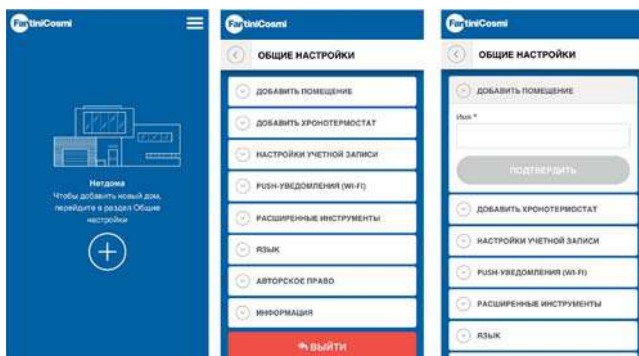 FantiniCosmi
Нет дома
Чтобы добавить новый дом,
перейдите в раздел Общие
настройки
FantiniCosmi
ОБЩИЕ НАСТРОЙКИ
ДОБАВИТЬ ПОМЕЩЕНИЕ
ДОБАВИТЬ ХРОНОТЕРМОСТАТ
НАСТРОЙКИ УЧЕТНОЙ ЗАПИСИ
PUSH-УВЕДОМЛЕНИЯ (WI-FI)
РАСШИРЕННЫЕ ИНСТРУМЕНТЫ
ЯЗЫК
АВТОРСКОЕ ПРАВО
ИНФОРМАЦИЯ
ВЫЙТИ
FantiniCosmi
ОБЩИЕ НАСТРОЙКИ
ДОБАВИТЬ ПОМЕЩЕНИЕ
Имя *
ПОДТВЕРДИТЬ
ДОБАВИТЬ ХРОНОТЕРМОСТАТ
НАСТРОЙКИ УЧЕТНОЙ ЗАПИСИ
PUSH-УВЕДОМЛЕНИЯ (WI-FI)
РАСШИРЕННЫЕ ИНСТРУМЕНТЫ
ЯЗЫК